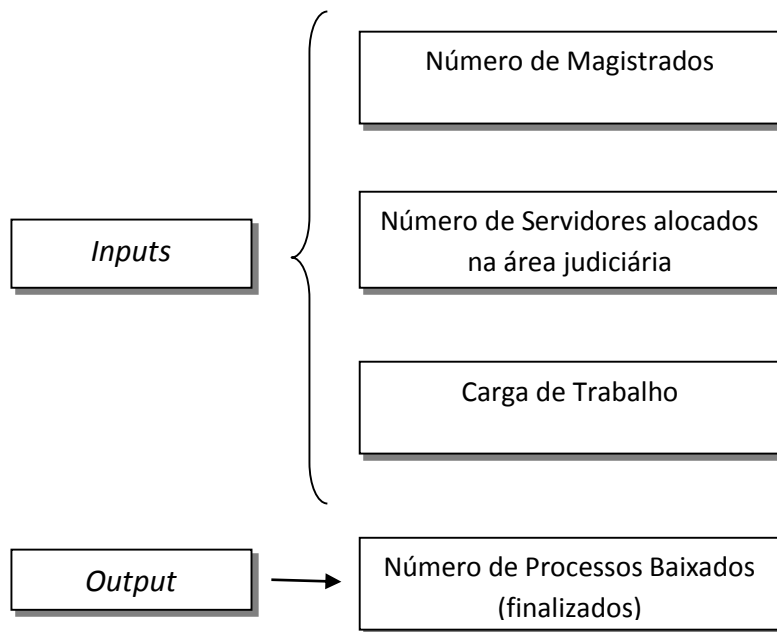 Número de Magistrados
Inputs
Número de Servidores alocados
na área judiciária
Carga de Trabalho
Output
Número de Processos Baixados
(finalizados)